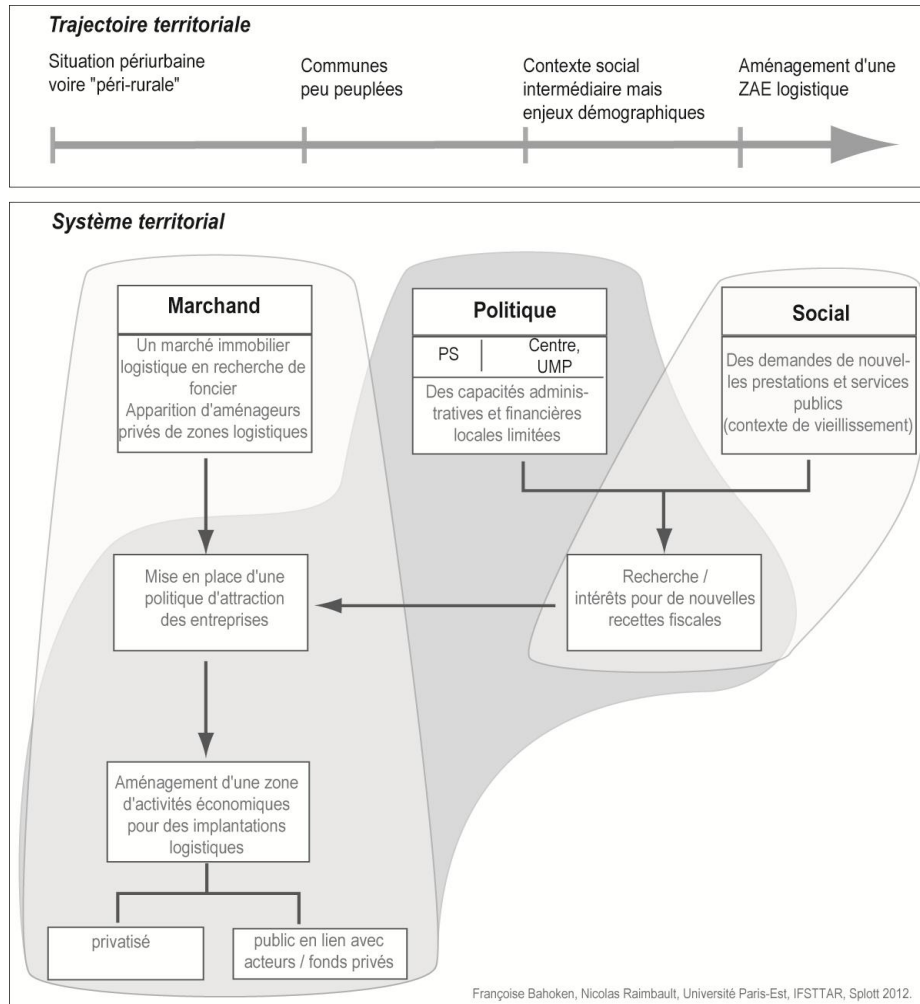 Trajectoire territoriale
Situation périurbaine
voire "péri-rurale"
Communes
peu peuplées
Contexte social
intermédiaire mais
enjeux démographiques
Aménagement d'une
ZAE logistique
Système territorial
Marchand
Un marché immobilier
logistique en recherche de
foncier
Apparition d'aménageurs
privés de zones logistiques
Politique
PS
Centre,
UMP
Des capacités adminis-
tratives et financières
locales limitées
Social
Des demandes de nouvel-
les prestations et services
publics
(contexte de vieillissement)
Mise en place d'une
politique d'attraction
des entreprises
Recherche /
intérêts pour de nouvelles
recettes fiscales
Aménagement d'une zone
d'activités économiques
pour des implantations
logistiques
privatisé
public en lien avec
acteurs / fonds privés
Françoise Bahoken, Nicolas Raimbault, Université Paris-Est, IFSTTAR, Splott 2012.